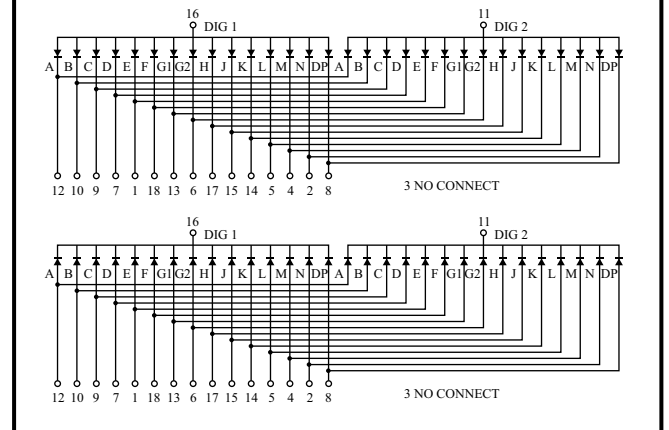 16 11
DIG 1 DIG 2
A B C D E F G1 G2 H J K L M N DP A B C D E F G1 G2 H J K L M N DP
12 10 9 7 1 18 13 6 17 15 14 5 4 2 8
3 NO CONNECT
16 11
DIG 1 DIG 2
A B C D E F G1 G2 H J K L M N DP A B C D E F G1 G2 H J K L M N DP
12 10 9 7 1 18 13 6 17 15 14 5 4 2 8
3 NO CONNECT